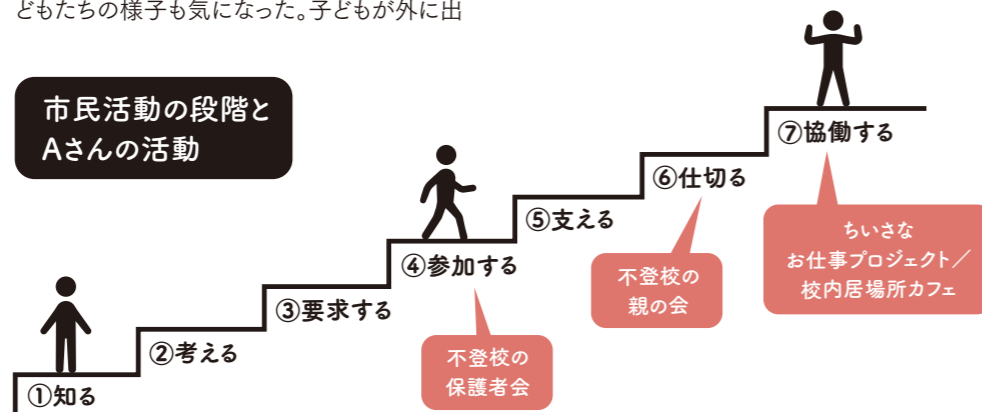 どもたちの様子も気になった。子どもが外に出
市民活動の段階と
Aさんの活動
①知る
②考える
③要求する
④参加する
⑤支える
⑥仕切る
⑦協働する
不登校の
保護者会
不登校の
親の会
ちいさな
お仕事プロジェクト／
校内居場所カフェ